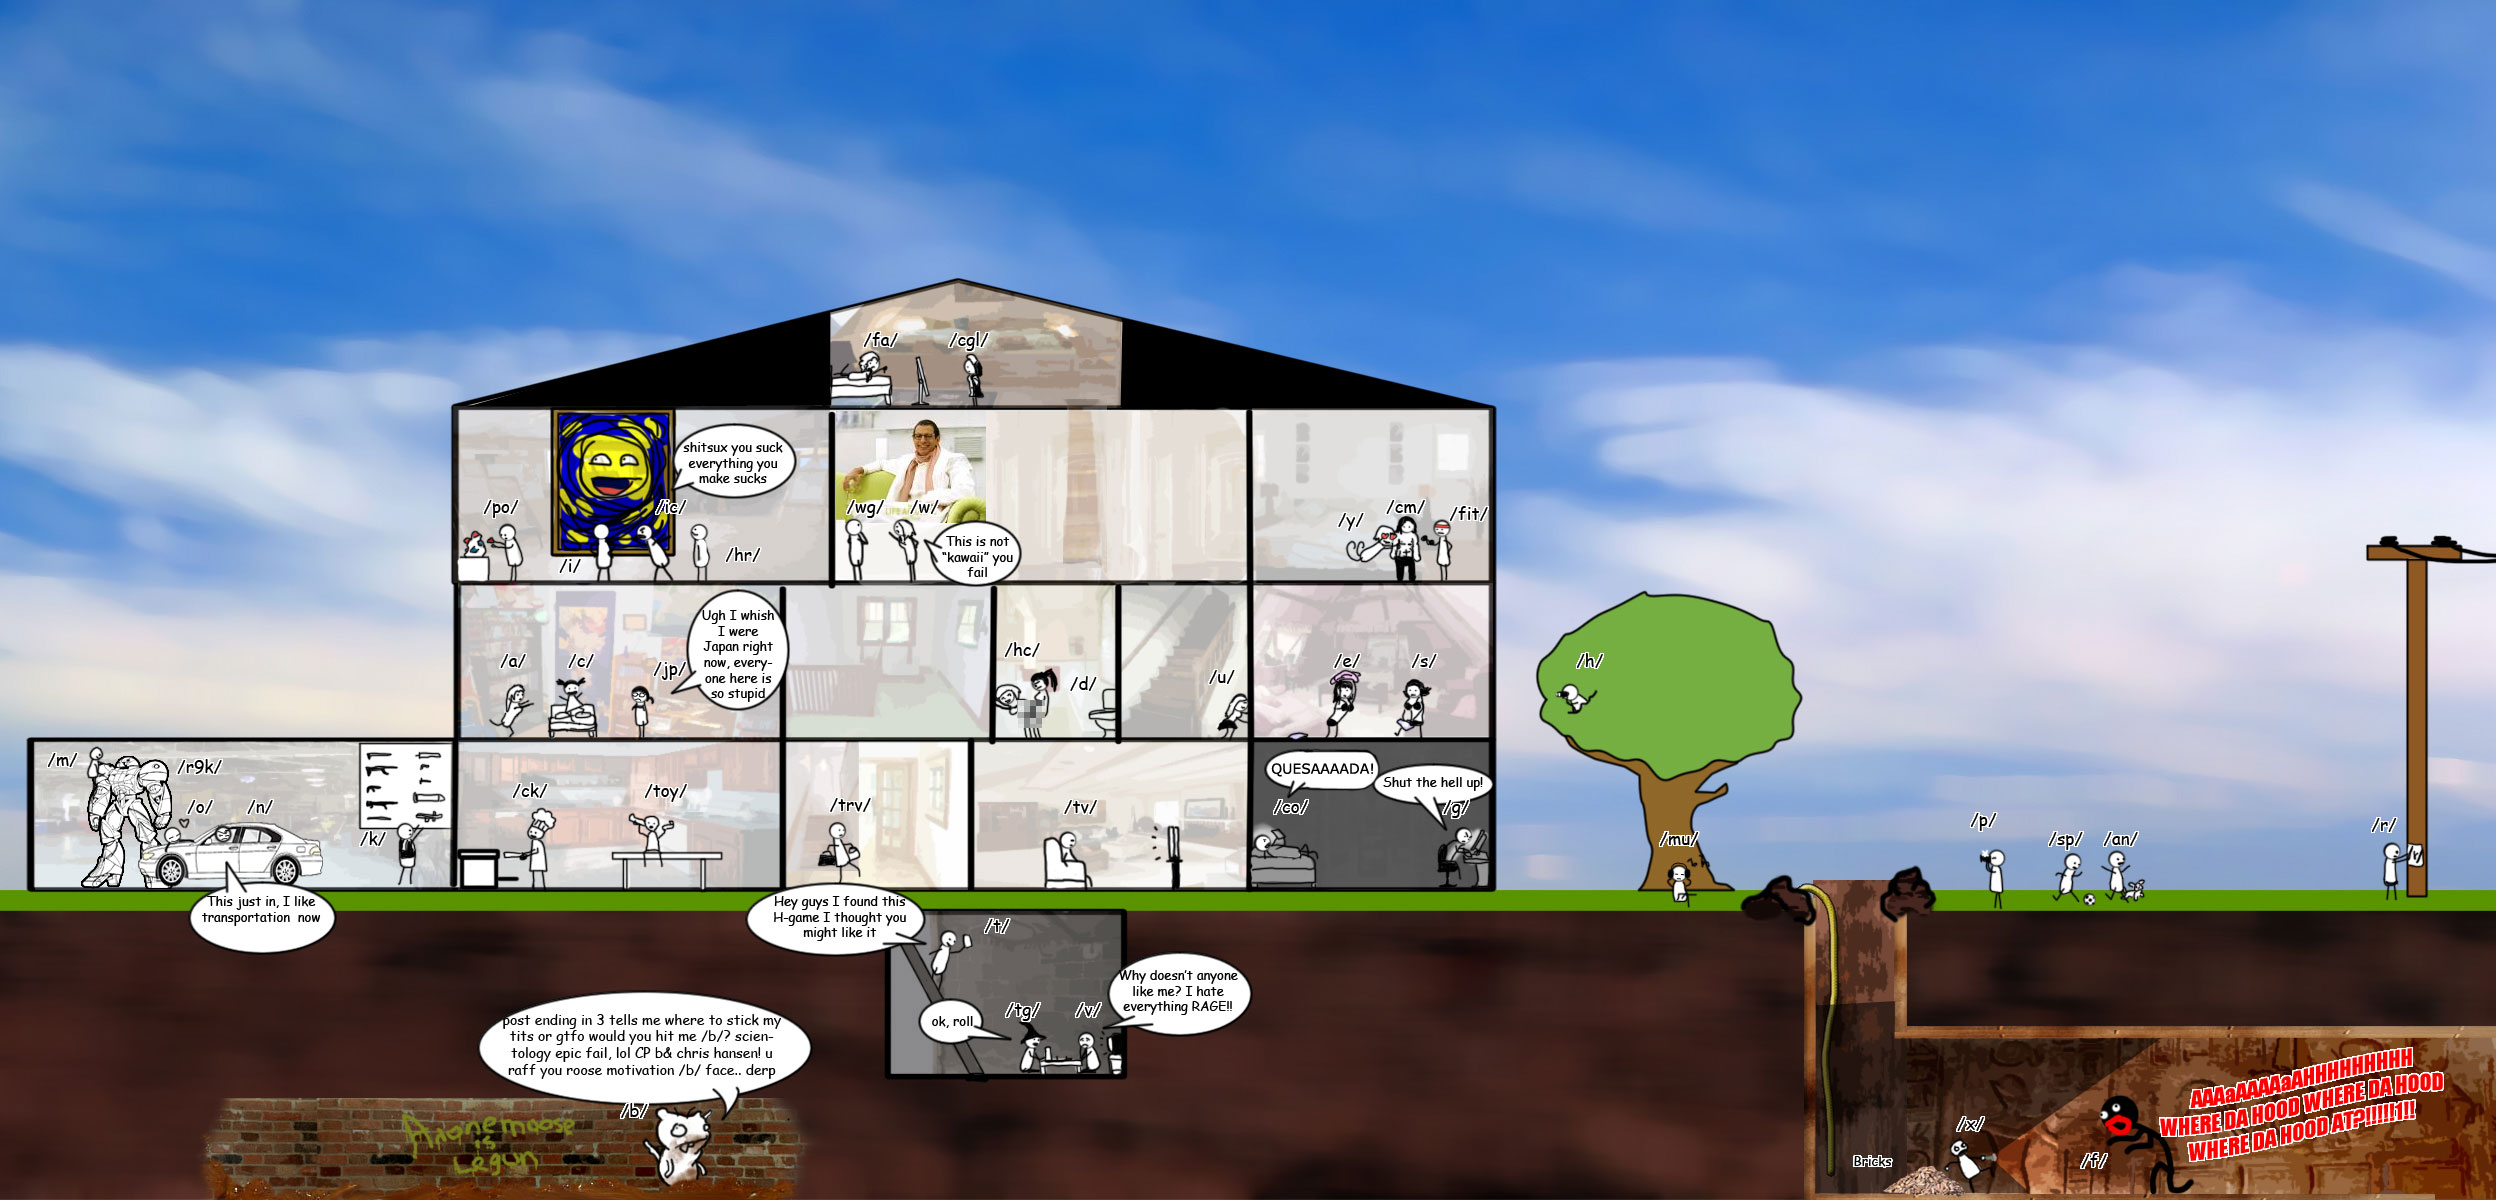 /fa/
/cgl/
shitsux you suck
everything you
make sucks
/po/
/ic/
/i/
/hr/
/wg/
/w/
This is not
“kawaii” you
fail
/y/
/cm/
/fit/
Ugh I whish
I were
Japan right
now, every-
one here is
so stupid
/a/
/c/
/jp/
/hc/
/d/
/u/
/e/
/s/
/h/
/m/
/r9k/
/o/
/n/
/k/
This just in, I like
transportation now
/ck/
/toy/
/trv/
/tv/
QUESAAAADA!
/co/
Shut the hell up!
/g/
/mu/
/p/
/sp/
/an/
/r/
/v/
Hey guys I found this
H-game I thought you
might like it
/t/
ok, roll
/tg/
/v/
Why doesn't anyone
like me? I hate
everything RAGE!!
post ending in 3 tells me where to stick my
tits or gtfo would you hit me /b/? scien-
tology epic fail, lol CP b& chris hansen! u
raff you roose motivation /b/ face.. derp
/b/
Anonemoose
is
Legun
Bricks
/x/
/f/
AAAaAAAAaAHHHHHHHHHH
WHERE DA HOOD WHERE DA HOOD
WHERE DA HOOD AT?!!!!!1!!